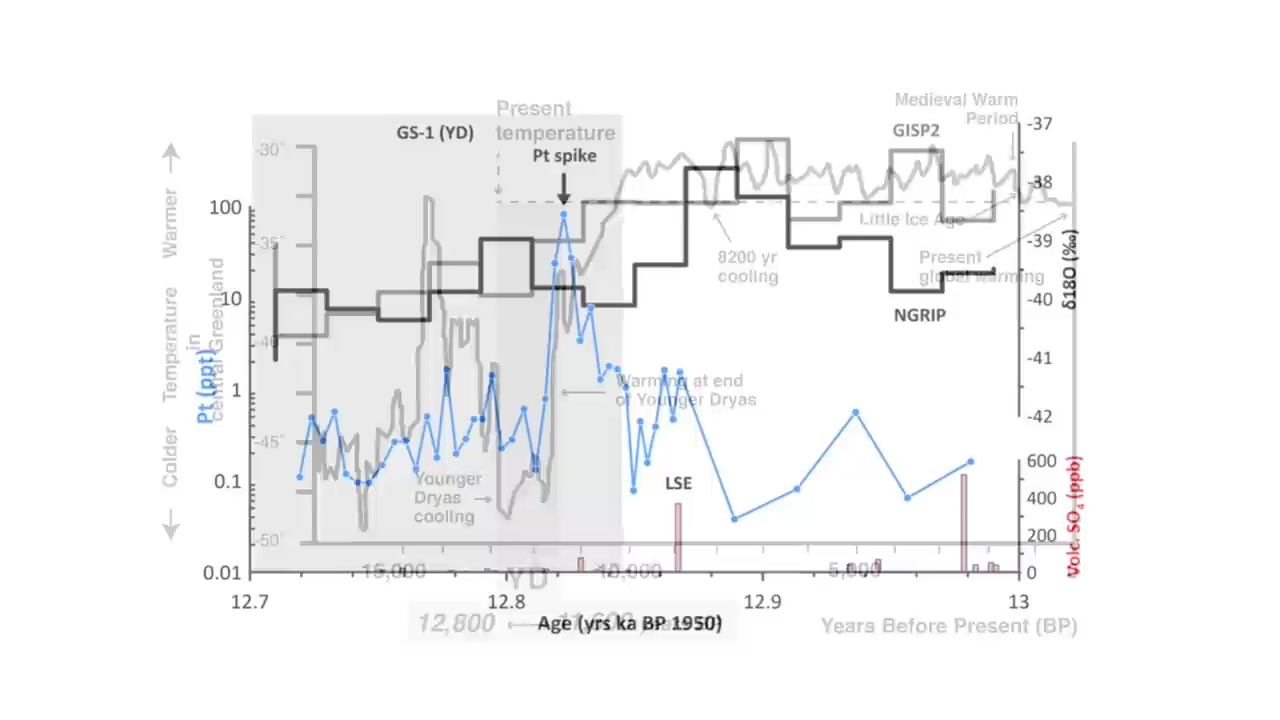 Medieval Warm
Period
Present
temperature
GS-1 (YD)
Pt spike
GISP2
-37
-30°
-38
100
Little Ice Age
-35°
-39
8200 yr
cooling
Present
global warming
Warmer
Temperature
Colder
in
central Greenland
δ18O (‰)
10
-40
NGRIP
-40°
-41
Pt (ppt)
1
Warming at end
of Younger Dryas
-42
-45°
600
0.1
Younger
Dryas
cooling
LSE
400
200
Volc. SO4 (ppb)
-50°
0.01
15,000
YD
10,000
5,000
0
12.7
12.8
12.9
13
12,800
11,600
Age (yrs ka BP 1950)
Years Before Present (BP)